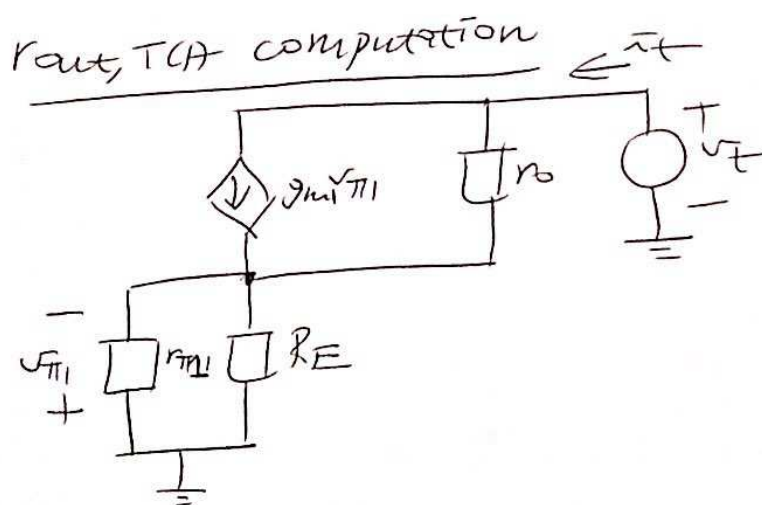 rout, TCA computation
it
+
gm1vπ1
ro
vt
−
−
vπ1
rπ1
RE
+